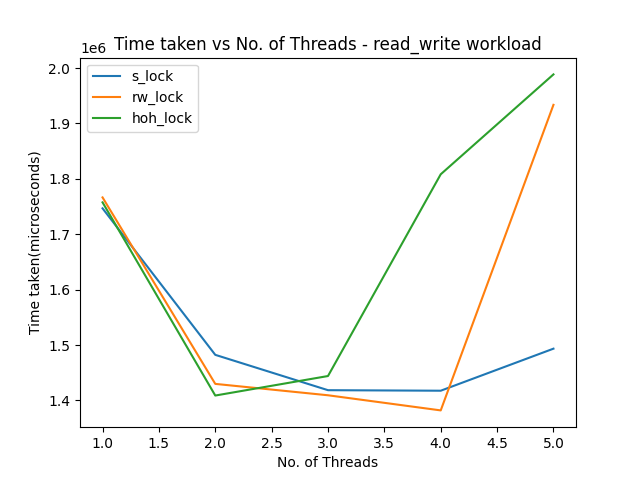 Time taken vs No. of Threads - read_write workload
1e6
s_lock
rw_lock
hoh_lock
Time taken(microseconds)
2.0
1.9
1.8
1.7
1.6
1.5
1.4
1.0 1.5 2.0 2.5 3.0 3.5 4.0 4.5 5.0
No. of Threads